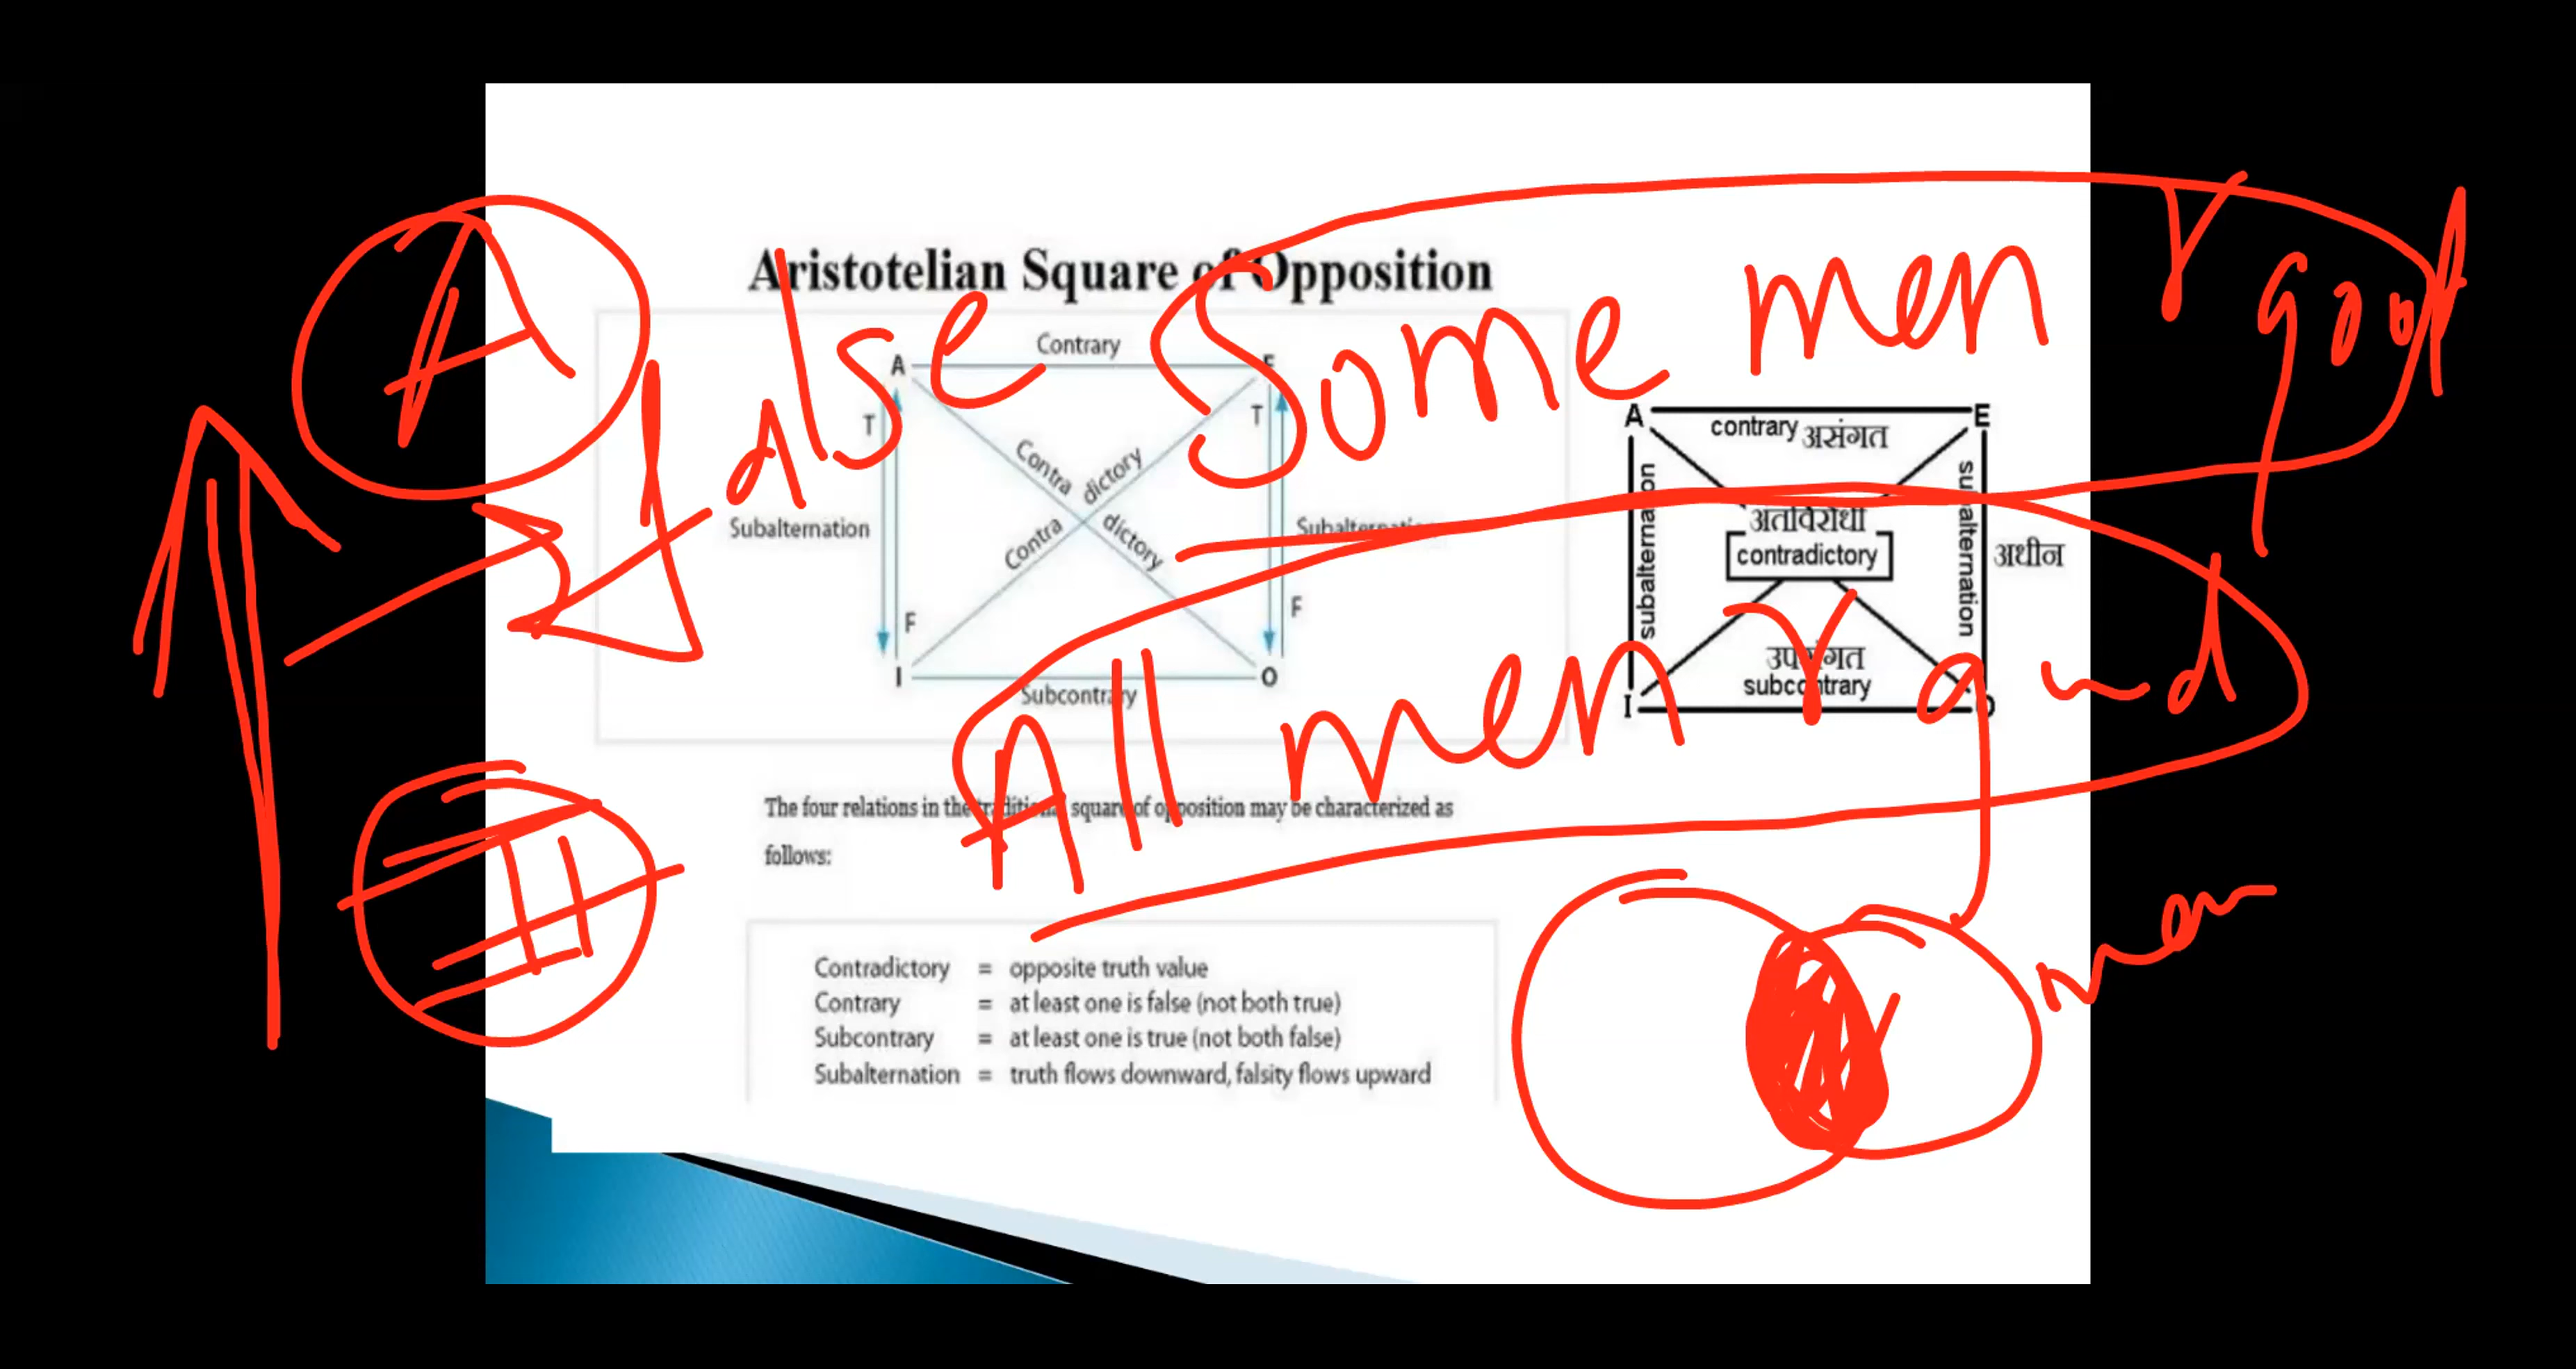 Aristotelian Square of Opposition
A Contrary E
T T
Contra dictory
Contra dictory
Subalternation Subalternation
F F
I Subcontrary O
A E
contrary असंगत
subalternation
subalternation
contradictory
अधीन
उपसंगत
subcontrary
I O
The four relations in the traditional square of opposition may be characterized as
follows:
Contradictory = opposite truth value
Contrary = at least one is false (not both true)
Subcontrary = at least one is true (not both false)
Subalternation = truth flows downward, falsity flows upward
A
false
Some men r good
All men r
I
men